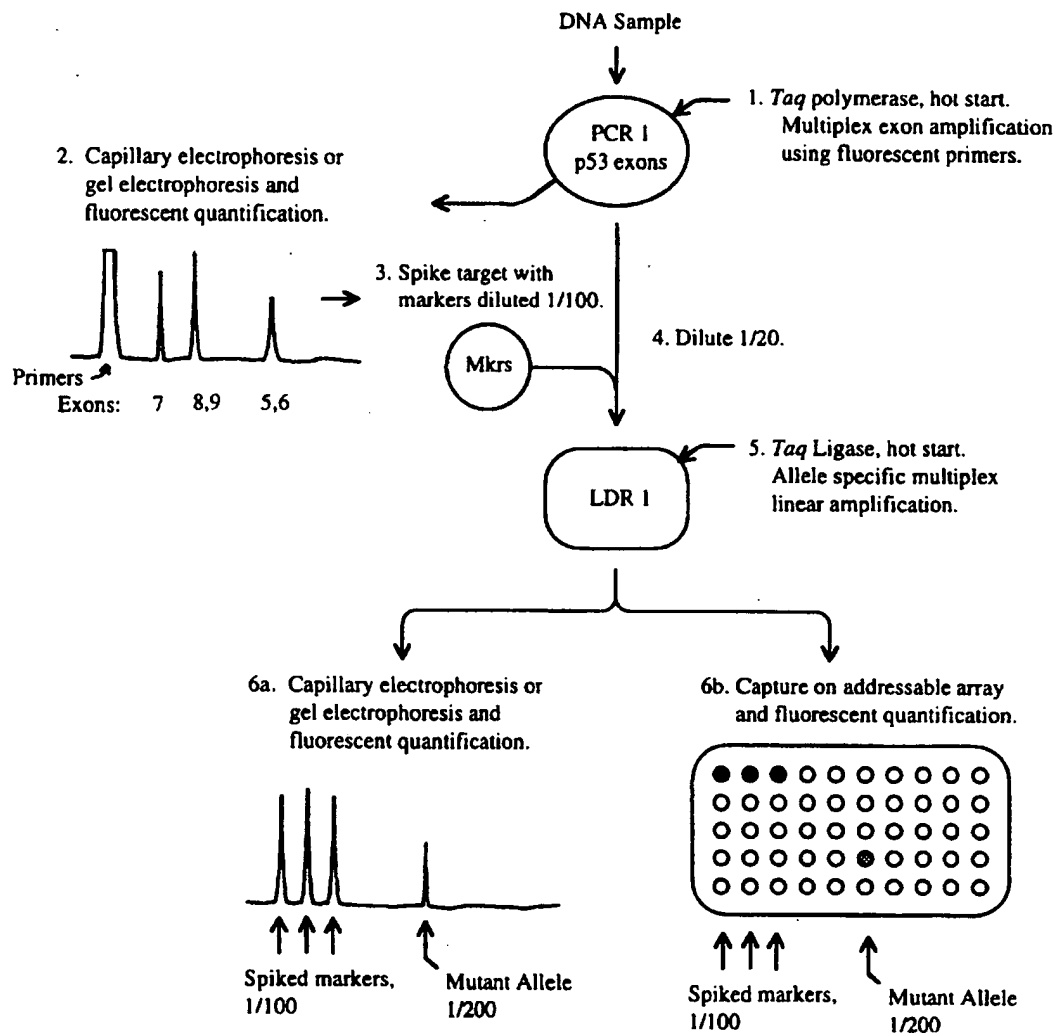 DNA Sample
1. Taq polymerase, hot start.
Multiplex exon amplification
using fluorescent primers.
PCR 1
p53 exons
2. Capillary electrophoresis or
gel electrophoresis and
fluorescent quantification.
3. Spike target with
markers diluted 1/100.
4. Dilute 1/20.
Mkrs
Primers
Exons: 7 8,9 5,6
5. Taq Ligase, hot start.
Allele specific multiplex
linear amplification.
LDR 1
6a. Capillary electrophoresis or
gel electrophoresis and
fluorescent quantification.
6b. Capture on addressable array
and fluorescent quantification.
Spiked markers,
1/100
Mutant Allele
1/200
Spiked markers,
1/100
Mutant Allele
1/200